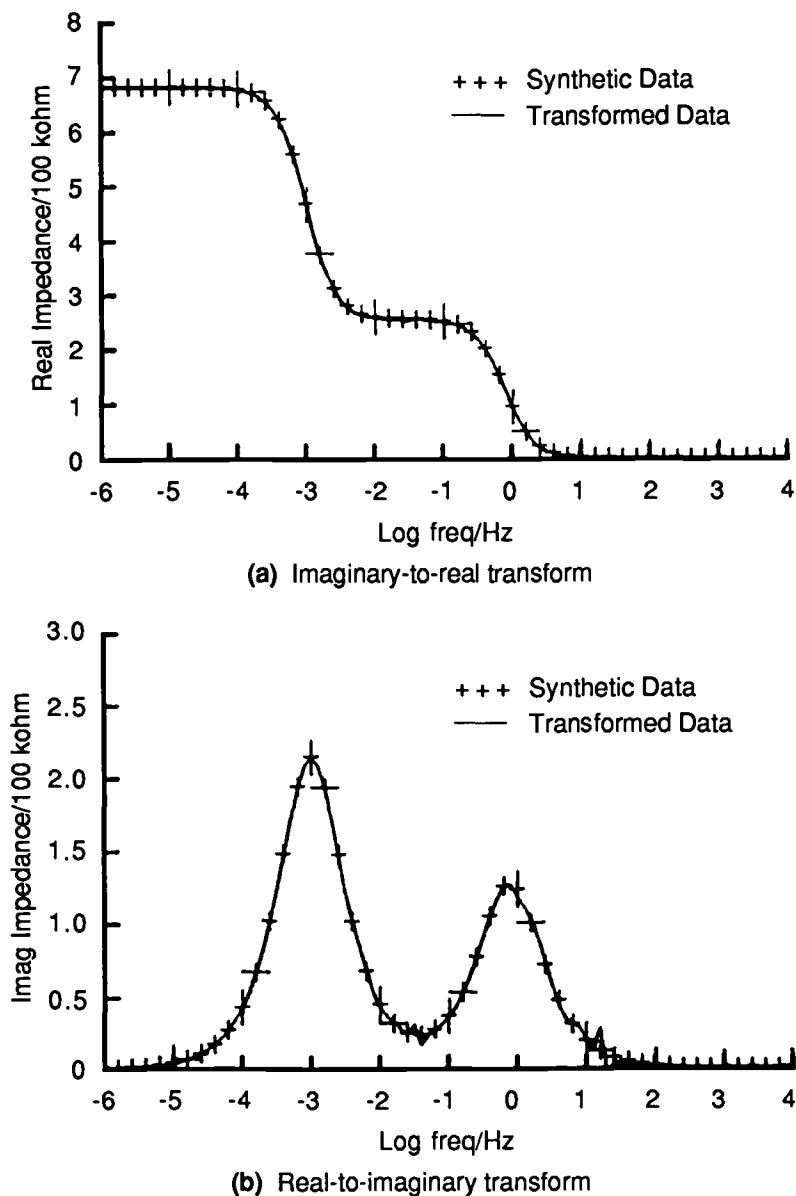 8
7
6
5
4
3
2
1
0
Real Impedance/100 kohm
+ + + Synthetic Data
Transformed Data
-6 -5 -4 -3 -2 -1 0 1 2 3 4
Log freq/Hz
(a) Imaginary-to-real transform
3.0
2.5
2.0
1.5
1.0
0.5
0
Imag Impedance/100 kohm
+ + + Synthetic Data
Transformed Data
-6 -5 -4 -3 -2 -1 0 1 2 3 4
Log freq/Hz
(b) Real-to-imaginary transform